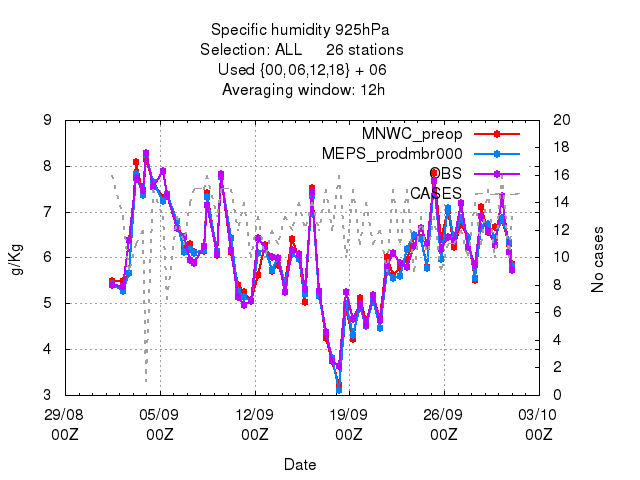 Specific humidity 925hPa
Selection: ALL     26 stations
Used {00,06,12,18} + 06
Averaging window: 12h
MNWC_preop
MEPS_prodmbr000
OBS
CASES
g/Kg
9
8
7
6
5
4
3
No cases
20
18
16
14
12
10
8
6
4
2
0
29/08 05/09 12/09 19/09 26/09 03/10
00Z 00Z 00Z 00Z 00Z 00Z
Date